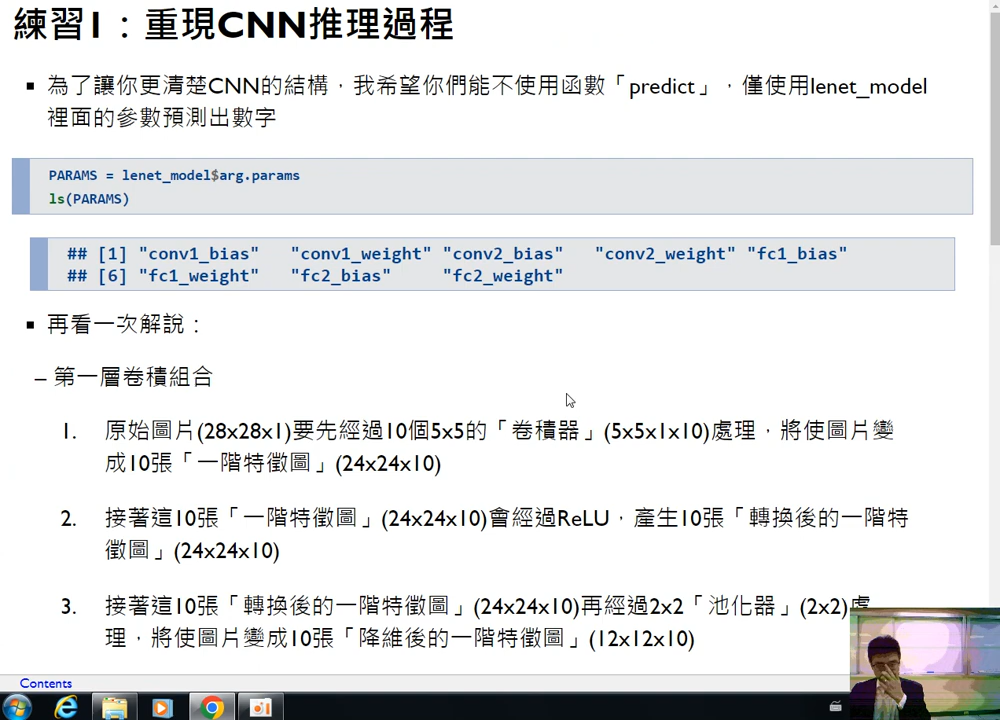 練習1：重現CNN推理過程
▪ 為了讓你更清楚CNN的結構，我希望你們能不使用函數「predict」，僅使用lenet_model
裡面的參數預測出數字
PARAMS = lenet_model$arg.params
ls(PARAMS)
## [1] "conv1_bias" "conv1_weight" "conv2_bias" "conv2_weight" "fc1_bias"
## [6] "fc1_weight" "fc2_bias" "fc2_weight"
▪ 再看一次解說：
– 第一層卷積組合
1. 原始圖片(28x28x1)要先經過10個5x5的「卷積器」(5x5x1x10)處理，將使圖片變
成10張「一階特徵圖」(24x24x10)
2. 接著這10張「一階特徵圖」(24x24x10)會經過ReLU，產生10張「轉換後的一階特
徵圖」(24x24x10)
3. 接著這10張「轉換後的一階特徵圖」(24x24x10)再經過2x2「池化器」(2x2)處
理，將使圖片變成10張「降維後的一階特徵圖」(12x12x10)
Contents